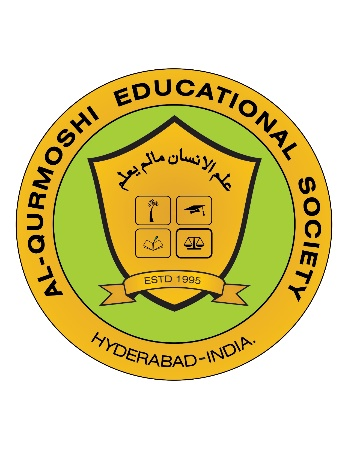 AL-QURMOSHI EDUCATIONAL SOCIETY
علم الانسان مالم يعلم
ESTD 1995
HYDERABAD-INDIA.